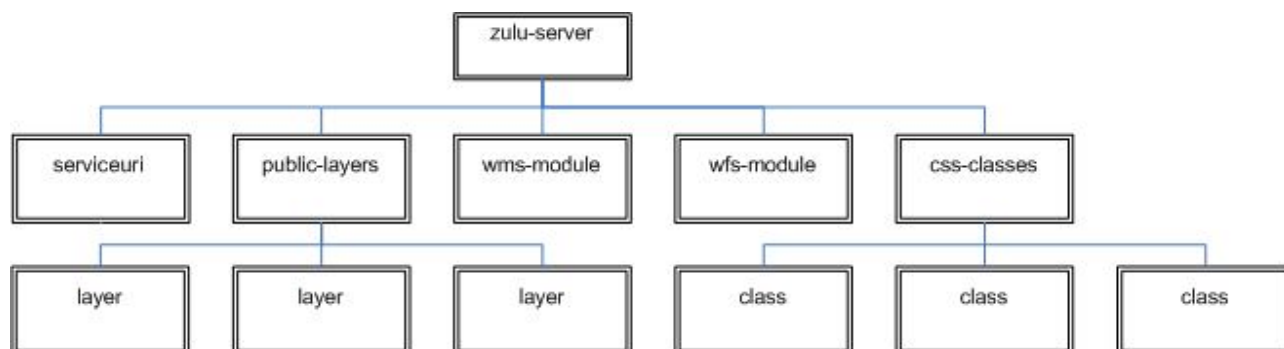 zulu-server
serviceuri
public-layers
wms-module
wfs-module
css-classes
layer
layer
layer
class
class
class